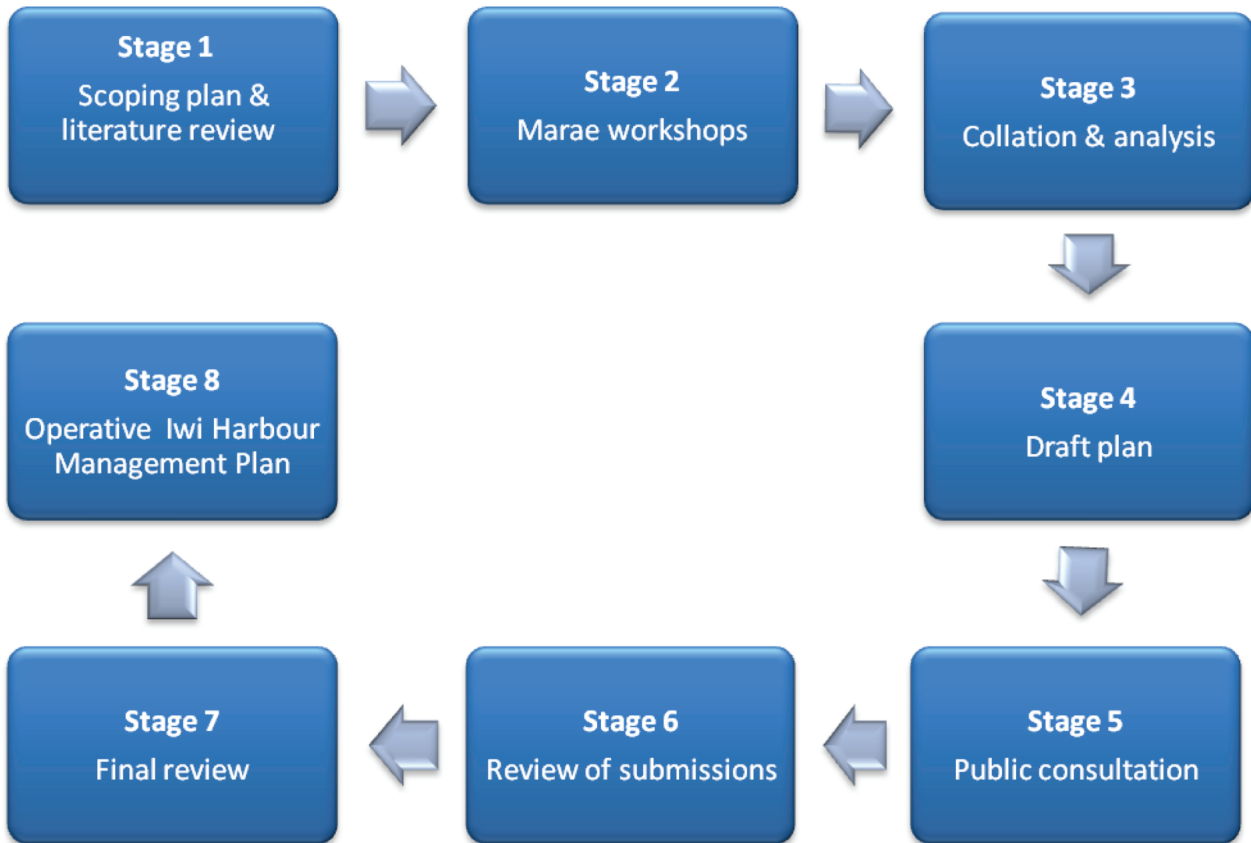 Stage 1
Scoping plan &
literature review
Stage 2
Marae workshops
Stage 3
Collation & analysis
Stage 4
Draft plan
Stage 5
Public consultation
Stage 6
Review of submissions
Stage 7
Final review
Stage 8
Operative Iwi Harbour
Management Plan